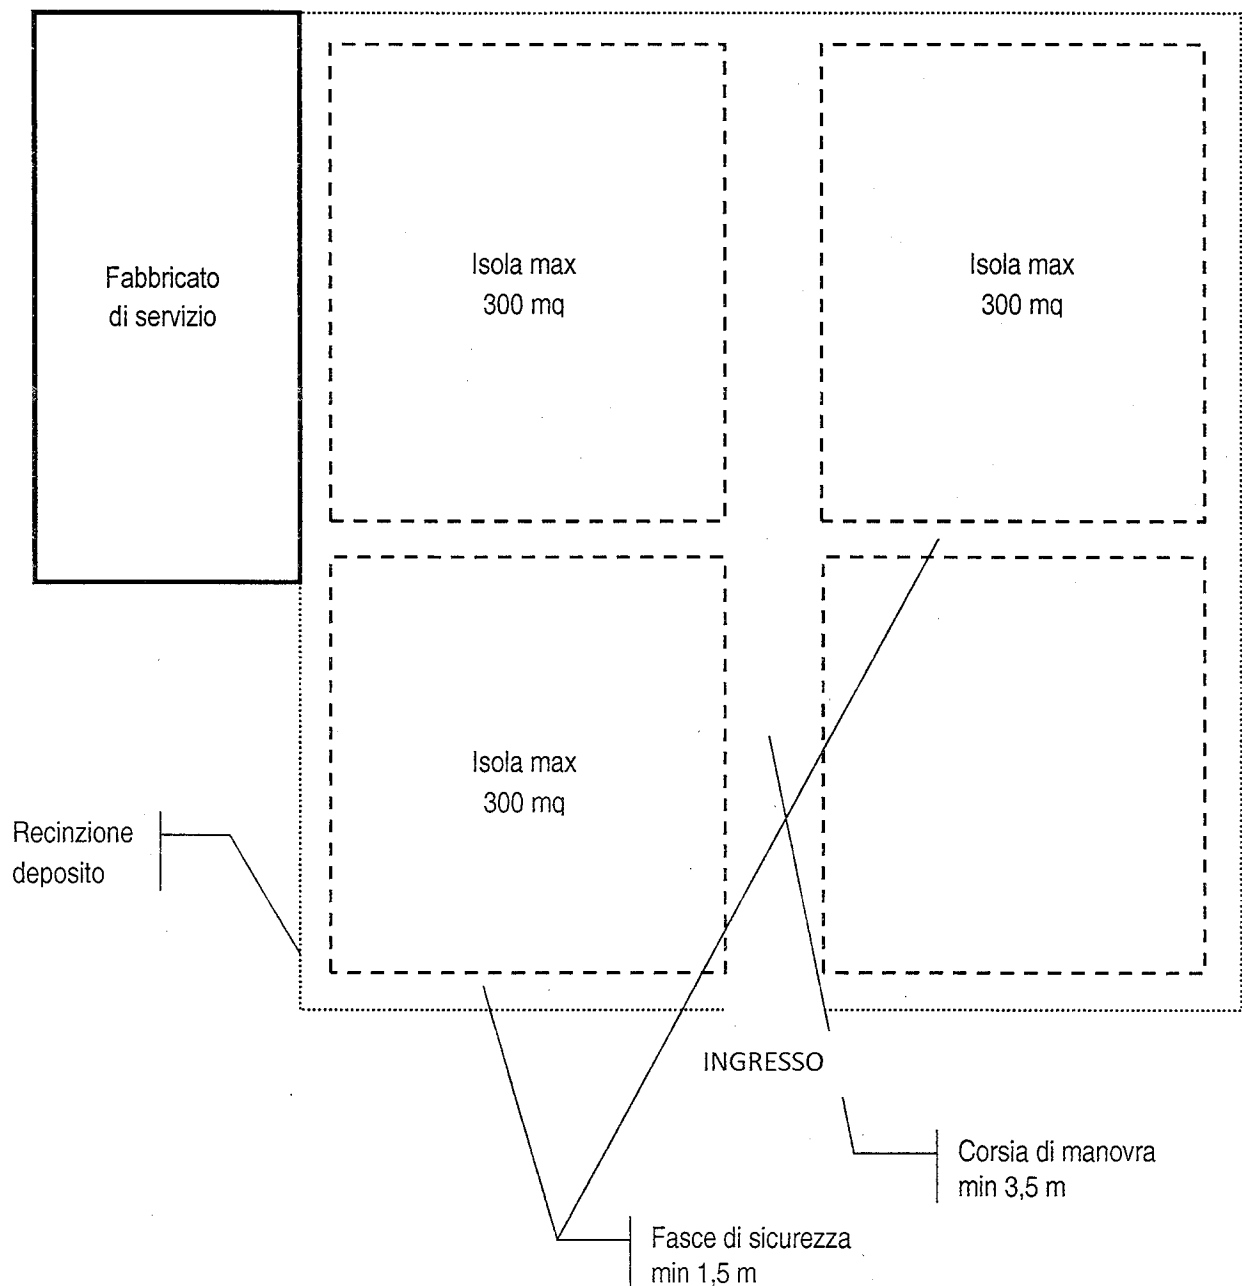 Fabbricato
di servizio
Isola max
300 mq
Isola max
300 mq
Isola max
300 mq
Recinzione
deposito
INGRESSO
Corsia di manovra
min 3,5 m
Fasce di sicurezza
min 1,5 m